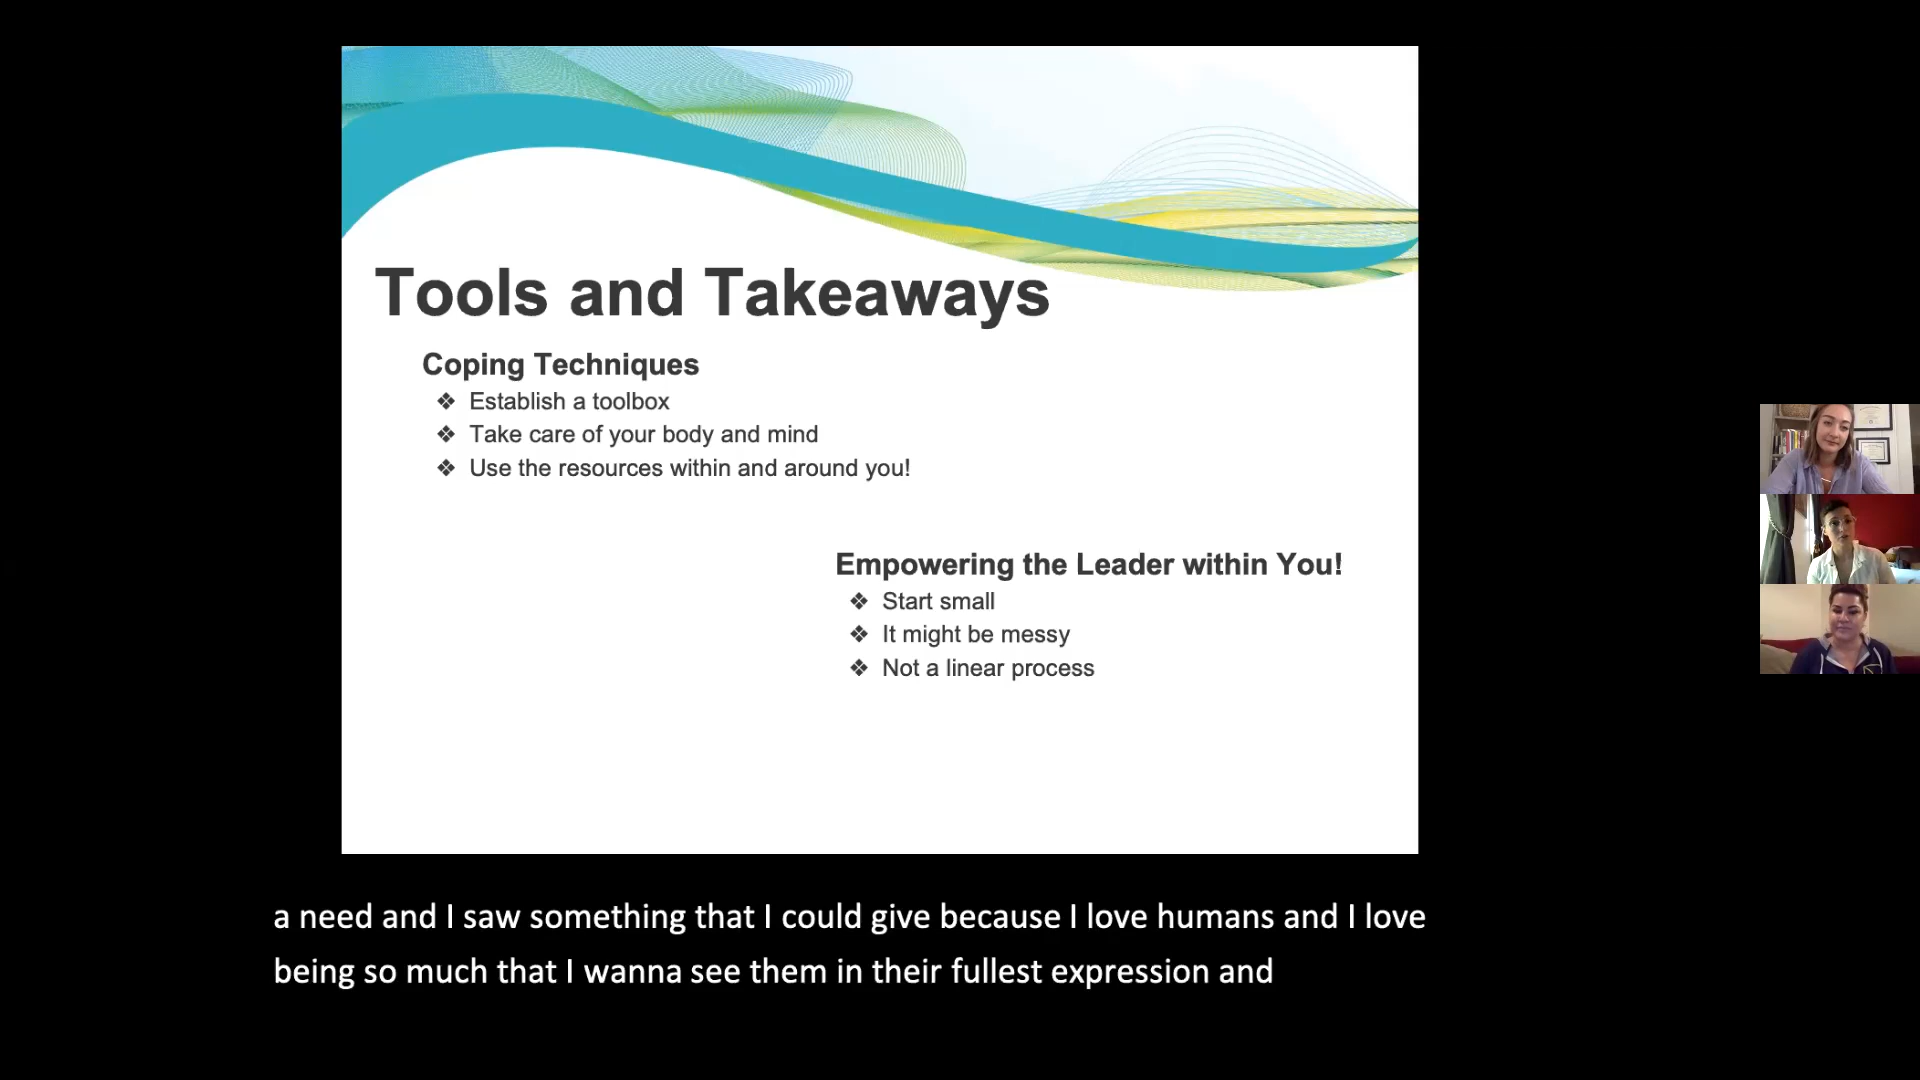 Tools and Takeaways
Coping Techniques
❖ Establish a toolbox
❖ Take care of your body and mind
❖ Use the resources within and around you!
Empowering the Leader within You!
❖ Start small
❖ It might be messy
❖ Not a linear process
a need and I saw something that I could give because I love humans and I love
being so much that I wanna see them in their fullest expression and